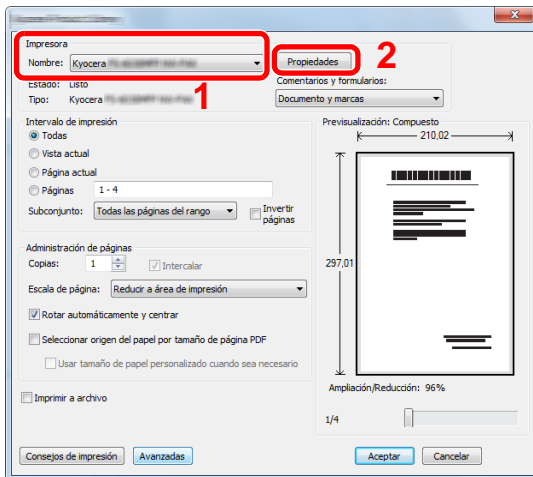 Impresora
Nombre: Kyocera
Propiedades
2
Estado: Listo
Comentarios y formularios:
Tipo: Kyocera
1
Documento y marcas
Intervalo de impresión
Todas
Vista actual
Página actual
Páginas 1 - 4
Subconjunto: Todas las páginas del rango
Invertir
páginas
Previsualización: Compuesto
210,02
297,01
Administración de páginas
Copias: 1 Intercalar
Escala de página: Reducir a área de impresión
Rotar automáticamente y centrar
Seleccionar origen del papel por tamaño de página PDF
Usar tamaño de papel personalizado cuando sea necesario
Imprimir a archivo
Ampliación/Reducción: 96%
1/4
Consejos de impresión Avanzadas Aceptar Cancelar